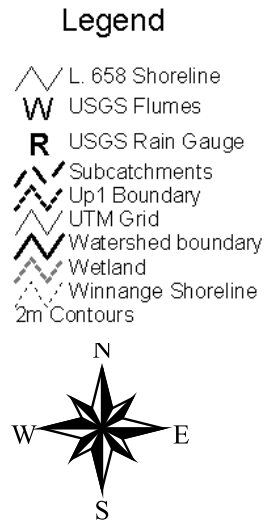 Legend
L. 658 Shoreline
W USGS Flumes
R USGS Rain Gauge
Subcatchments
Up1 Boundary
UTM Grid
Watershed boundary
Wetland
Winnange Shoreline
2m Contours
N
W E
S